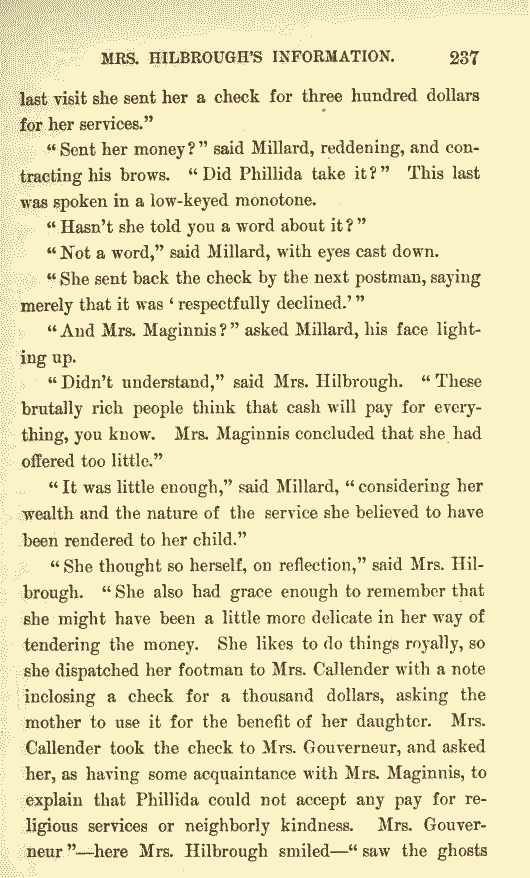 MRS. HILBROUGH'S INFORMATION. 237
last visit she sent her a check for three hundred dollars
for her services."
"Sent her money?" said Millard, reddening, and con-
tracting his brows. "Did Phillida take it?" This last
was spoken in a low-keyed monotone.
"Hasn't she told you a word about it?"
"Not a word," said Millard, with eyes cast down.
"She sent back the check by the next postman, saying
merely that it was 'respectfully declined.'"
"And Mrs. Maginnis?" asked Millard, his face light-
ing up.
"Didn't understand," said Mrs. Hilbrough. "These
brutally rich people think that cash will pay for every-
thing, you know. Mrs. Maginnis concluded that she had
offered too little."
"It was little enough," said Millard, "considering her
wealth and the nature of the service she believed to have
been rendered to her child."
"She thought so herself, on reflection," said Mrs. Hil-
brough. "She also had grace enough to remember that
she might have been a little more delicate in her way of
tendering the money. She likes to do things royally, so
she dispatched her footman to Mrs. Callender with a note
inclosing a check for a thousand dollars, asking the
mother to use it for the benefit of her daughter. Mrs.
Callender took the check to Mrs. Gouverneur, and asked
her, as having some acquaintance with Mrs. Maginnis, to
explain that Phillida could not accept any pay for re-
ligious services or neighborly kindness. Mrs. Gouver-
neur"—here Mrs. Hilbrough smiled—"saw the ghosts